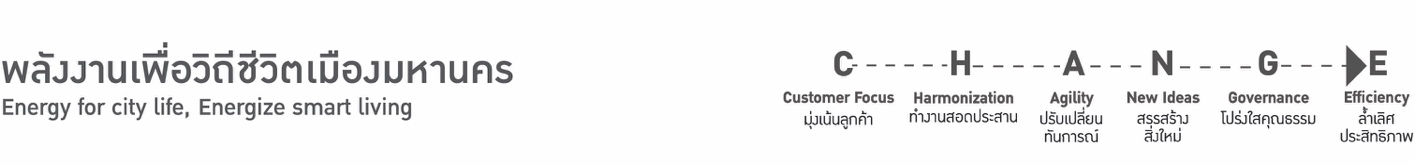 พลังงานเพื่อวิถีชีวิตเมืองมหานคร
Energy for city life, Energize smart living
C H A N G E
Customer Focus
มุ่งเน้นลูกค้า
Harmonization
ทำงานสอดประสาน
Agility
ปรับเปลี่ยน
ทันการณ์
New Ideas
สรรสร้าง
สิ่งใหม่
Governance
โปร่งใสคุณธรรม
Efficiency
ล้ำเลิศ
ประสิทธิภาพ